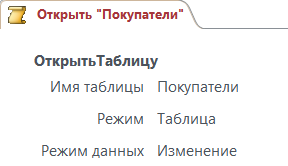 Открыть "Покупатели"
ОткрытьТаблицу
Имя таблицы Покупатели
Режим Таблица
Режим данных Изменение